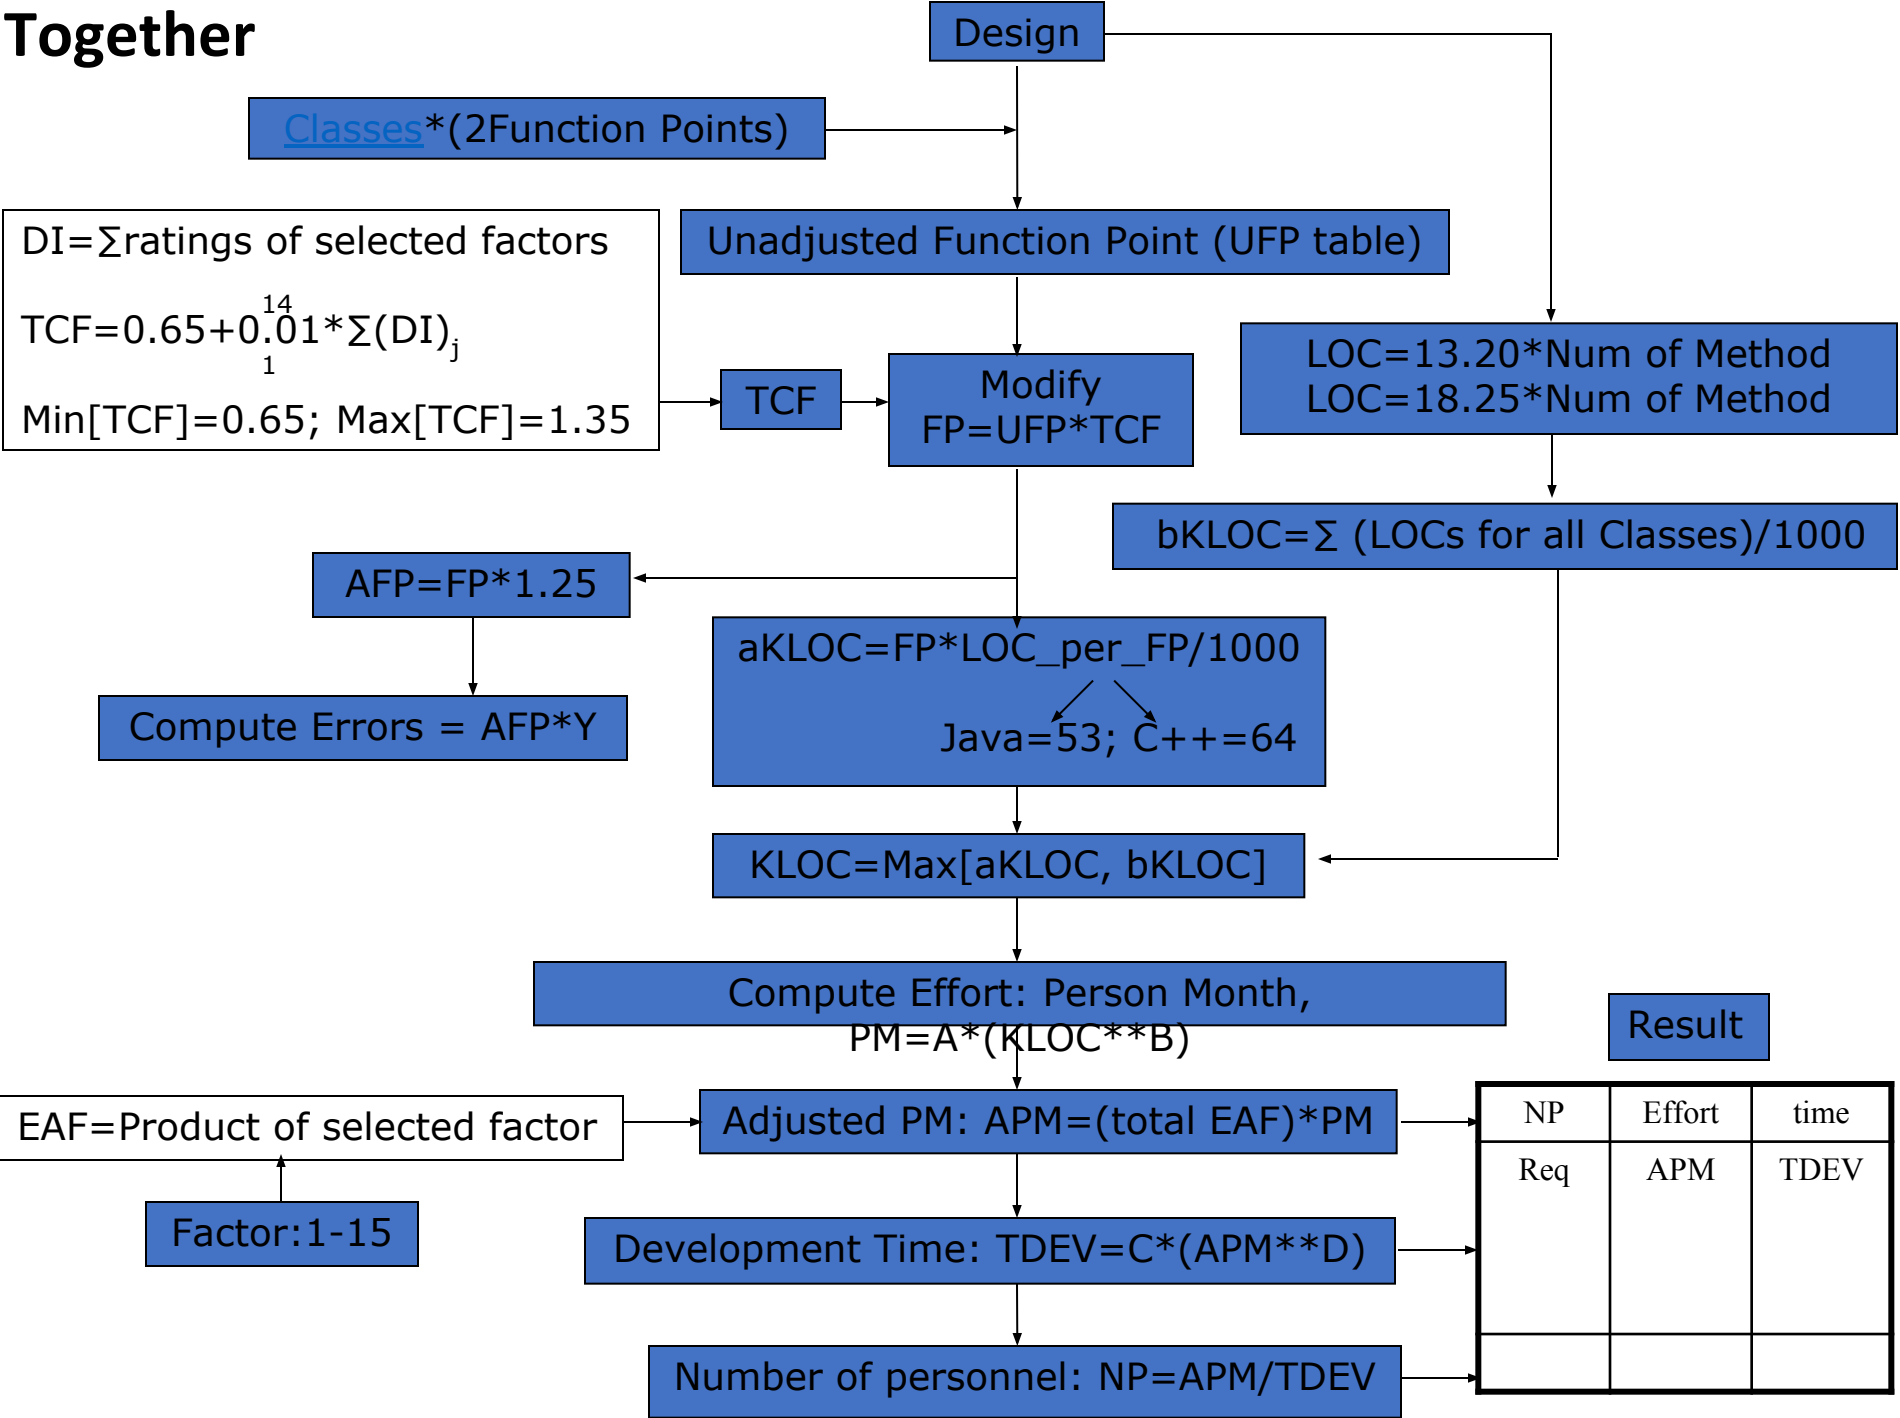 Together
Design
Classes*(2Function Points)
DI=∑ratings of selected factors
14
TCF=0.65+0.01*∑(DI)j
1
Min[TCF]=0.65; Max[TCF]=1.35
Unadjusted Function Point (UFP table)
TCF
Modify
FP=UFP*TCF
LOC=13.20*Num of Method
LOC=18.25*Num of Method
bKLOC=∑ (LOCs for all Classes)/1000
AFP=FP*1.25
Compute Errors = AFP*Y
aKLOC=FP*LOC_per_FP/1000
Java=53; C++=64
KLOC=Max[aKLOC, bKLOC]
Compute Effort: Person Month,
PM=A*(KLOC**B)
EAF=Product of selected factor
Factor:1-15
Adjusted PM: APM=(total EAF)*PM
Development Time: TDEV=C*(APM**D)
Number of personnel: NP=APM/TDEV
Result
NP Effort time
Req APM TDEV